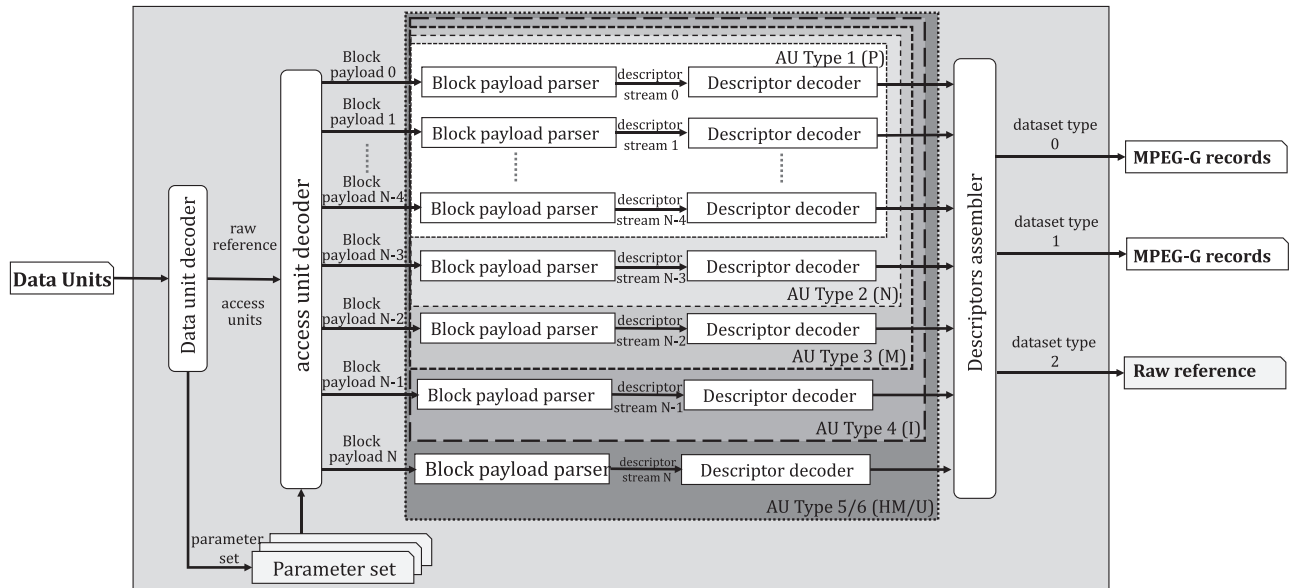 Data Units
Data unit decoder
raw
reference
access
units
parameter
set
Parameter set
access unit decoder
Block
payload 0
Block
payload 1
Block
payload N-4
Block
payload N-3
Block
payload N-2
Block
payload N-1
Block
payload N
AU Type 1 (P)
Block payload parser
descriptor
stream 0
Descriptor decoder
Block payload parser
descriptor
stream 1
Descriptor decoder
Block payload parser
descriptor
stream N-4
Descriptor decoder
Block payload parser
descriptor
stream N-3
Descriptor decoder
AU Type 2 (N)
Block payload parser
descriptor
stream N-2
Descriptor decoder
AU Type 3 (M)
Block payload parser
descriptor
stream N-1
Descriptor decoder
AU Type 4 (I)
Block payload parser
descriptor
stream N
Descriptor decoder
AU Type 5/6 (HM/U)
Descriptors assembler
dataset type
0
MPEG-G records
dataset type
1
MPEG-G records
dataset type
2
Raw reference